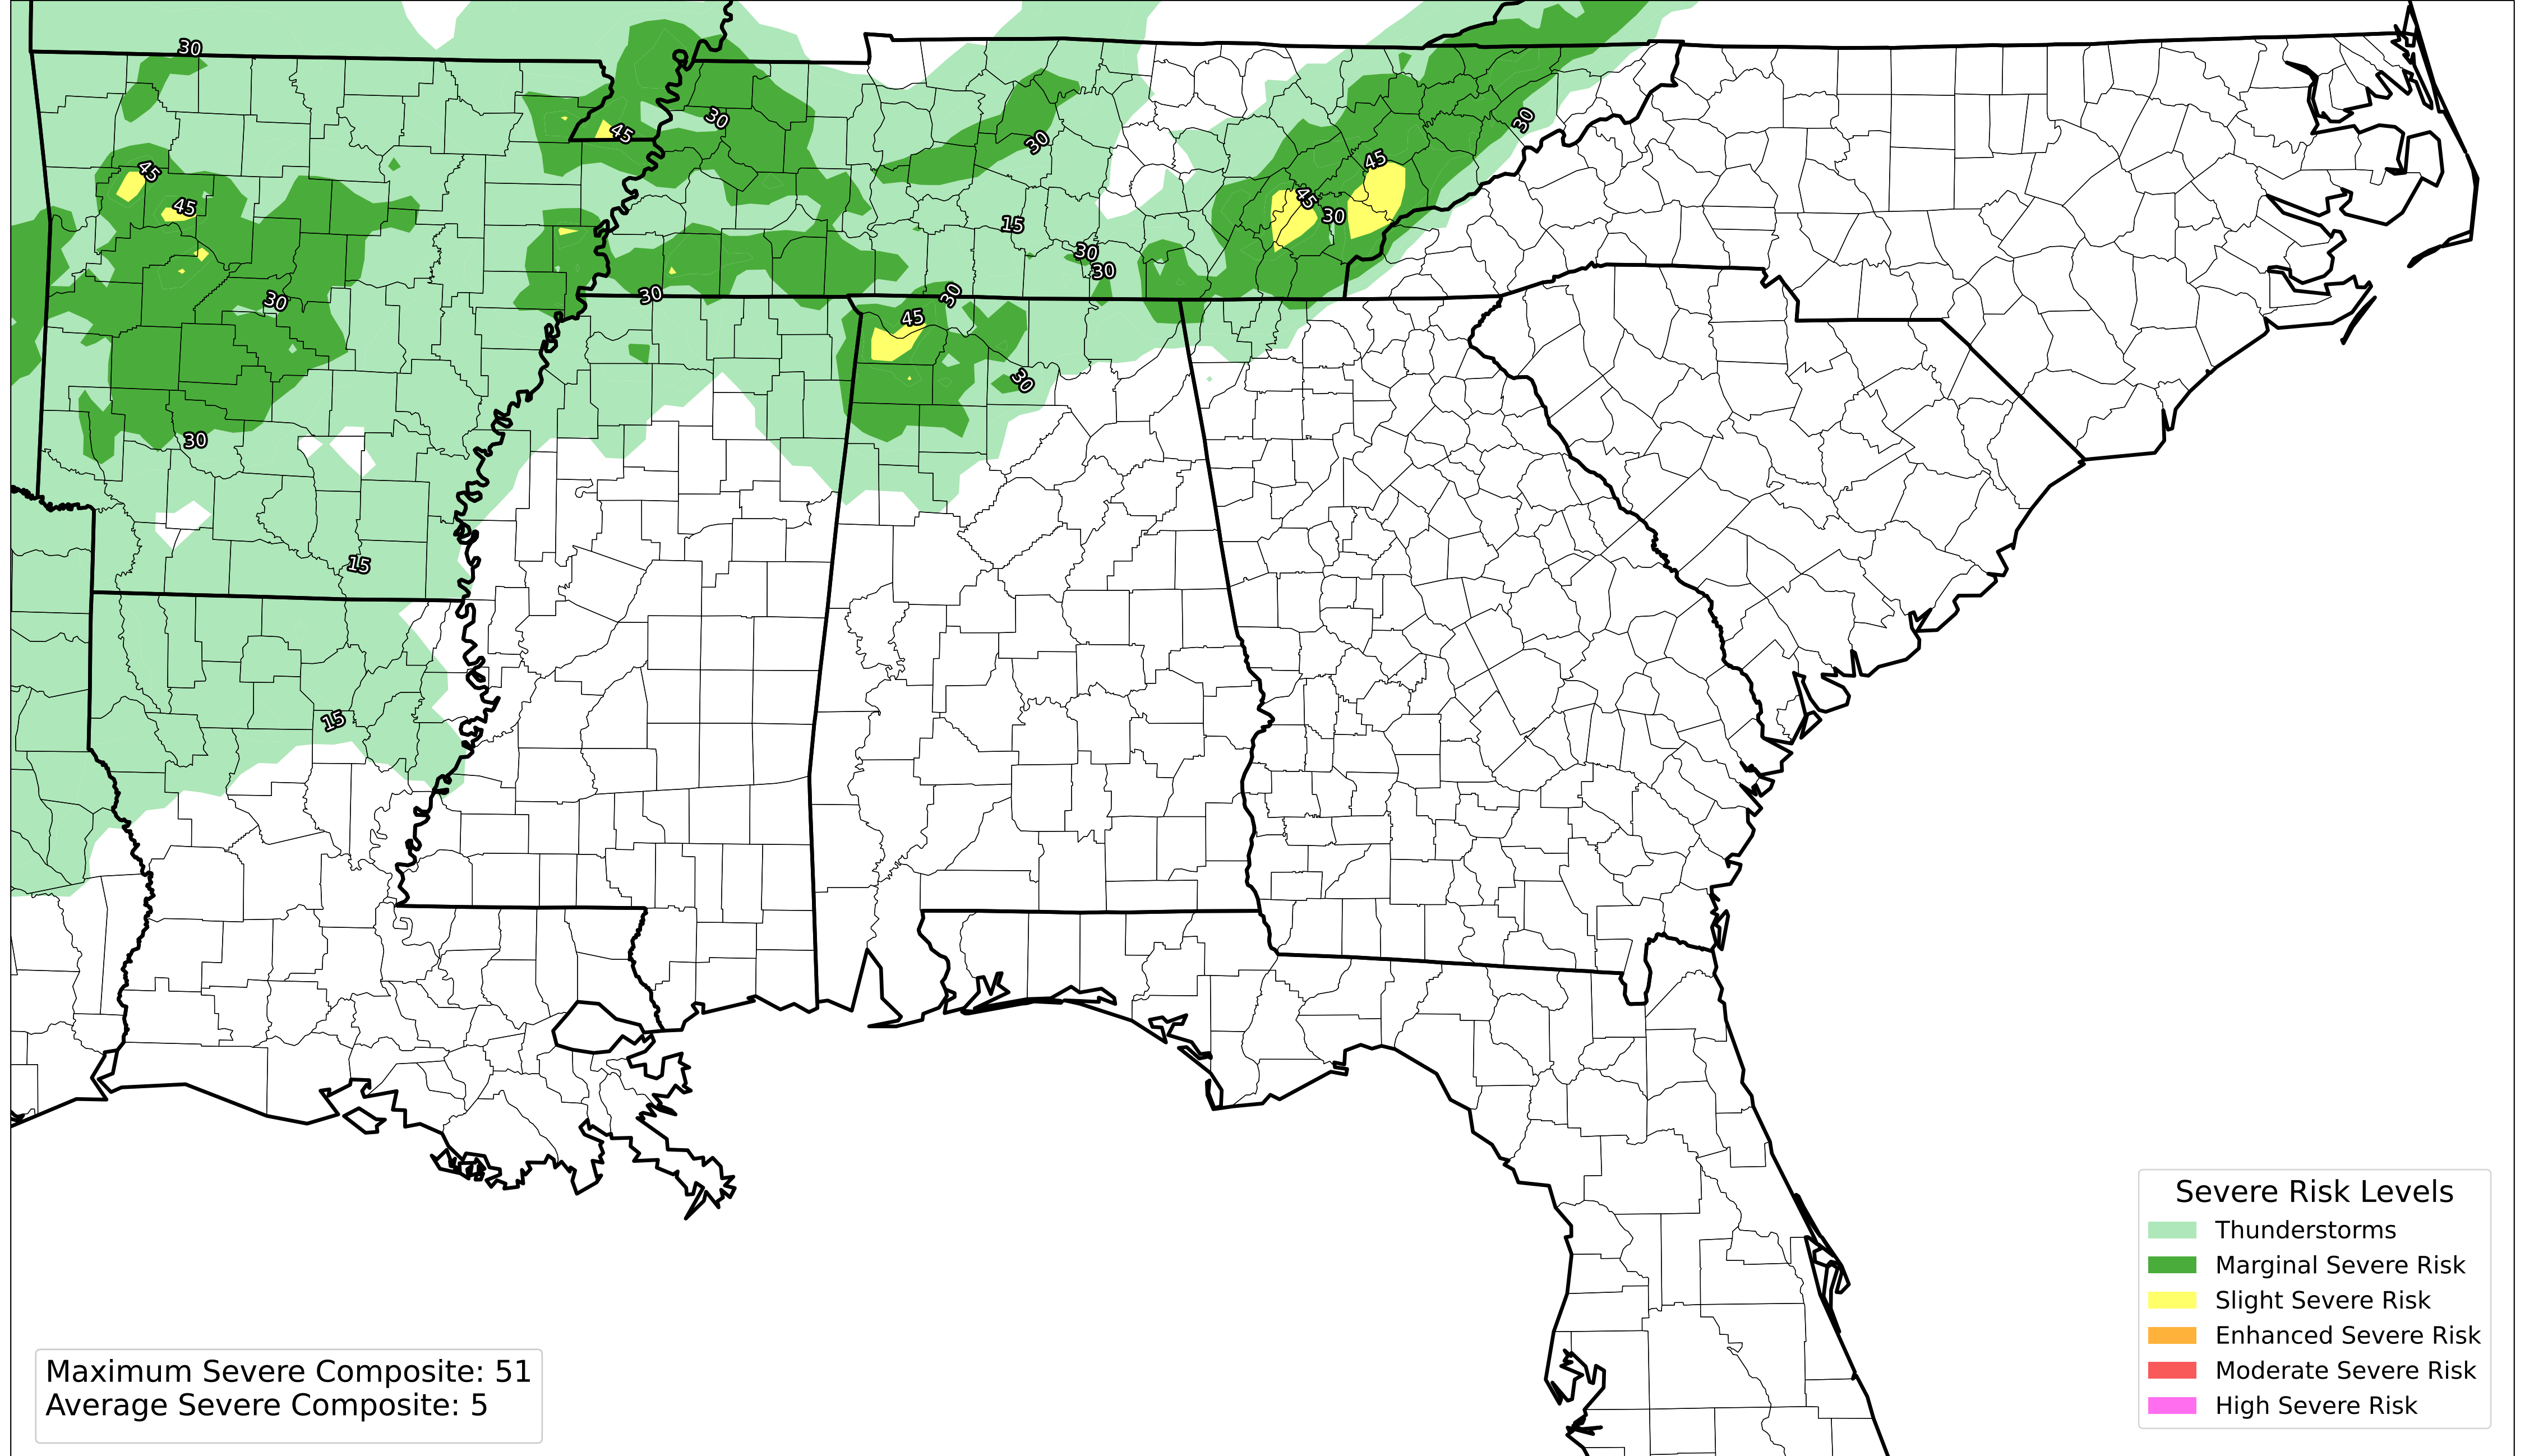 30
45
30
30
45
45
45
45
30
15
30
30
30
30
30
45
30
30
15
15
Severe Risk Levels
Thunderstorms
Marginal Severe Risk
Slight Severe Risk
Enhanced Severe Risk
Moderate Severe Risk
High Severe Risk
Maximum Severe Composite: 51
Average Severe Composite: 5